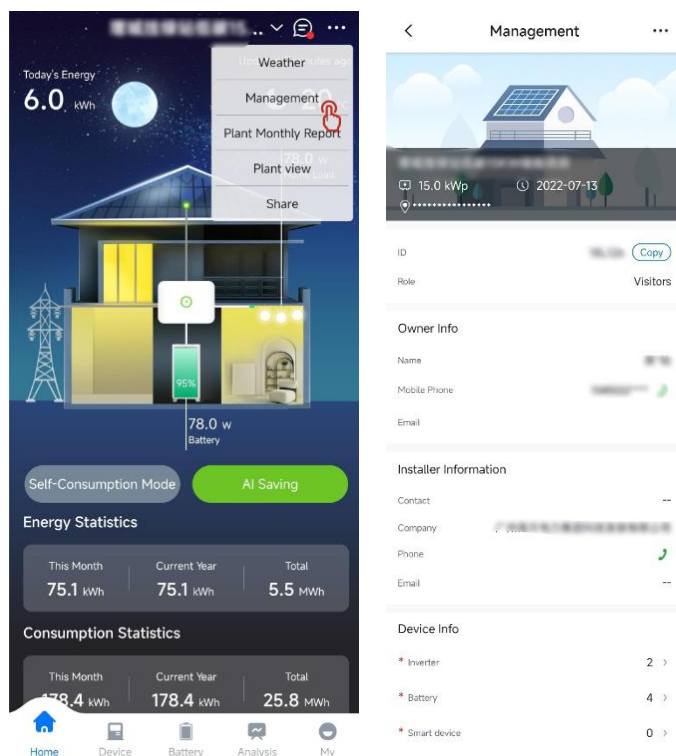 Today's Energy
6.0 kWh
Weather
Management
Plant Monthly Report
Plant view
Share
95%
78.0 w
Battery
Self-Consumption Mode
AI Saving
Energy Statistics
This Month
Current Year
Total
75.1 kWh
75.1 kWh
5.5 MWh
Consumption Statistics
This Month
Current Year
Total
178.4 kWh
178.4 kWh
25.8 MWh
Home
Device
Battery
Analysis
My
Management
15.0 kWp
2022-07-13
ID
Copy
Role
Visitors
Owner Info
Name
Mobile Phone
Email
Installer Information
Contact
--
Company
Phone
Email
--
Device Info
* Inverter
2
* Battery
4
* Smart device
0